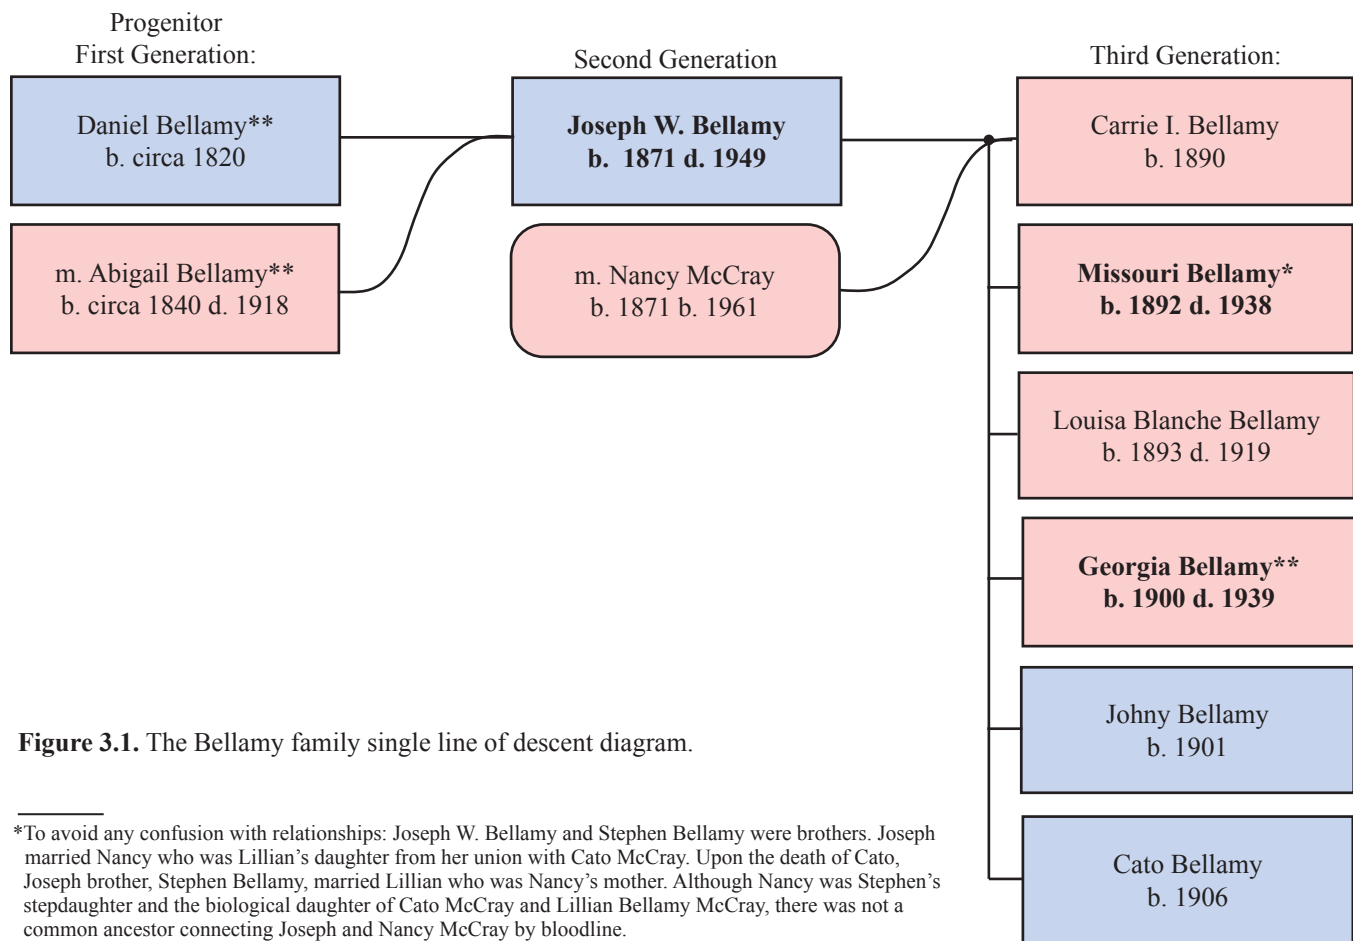 Progenitor
First Generation:
Second Generation
Third Generation:
Daniel Bellamy**
b. circa 1820
m. Abigail Bellamy**
b. circa 1840 d. 1918
Joseph W. Bellamy
b.  1871 d. 1949
m. Nancy McCray
b. 1871 b. 1961
Carrie I. Bellamy
b. 1890
Missouri Bellamy*
b. 1892 d. 1938
Louisa Blanche Bellamy
b. 1893 d. 1919
Georgia Bellamy**
b. 1900 d. 1939
Johny Bellamy
b. 1901
Cato Bellamy
b. 1906
Figure 3.1. The Bellamy family single line of descent diagram.
*To avoid any confusion with relationships: Joseph W. Bellamy and Stephen Bellamy were brothers. Joseph
married Nancy who was Lillian’s daughter from her union with Cato McCray. Upon the death of Cato,
Joseph brother, Stephen Bellamy, married Lillian who was Nancy’s mother. Although Nancy was Stephen’s
stepdaughter and the biological daughter of Cato McCray and Lillian Bellamy McCray, there was not a
common ancestor connecting Joseph and Nancy McCray by bloodline.